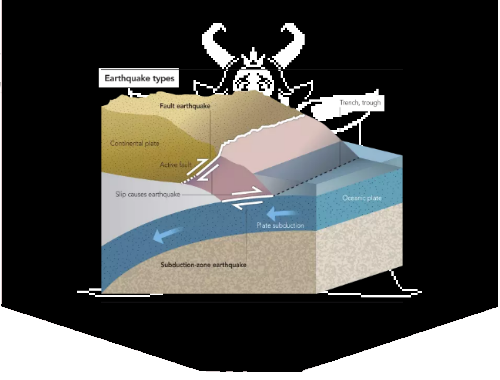 Earthquake types
Trench, trough
Fault earthquake
Continental plate
Active fault
Slip causes earthquake
Oceanic plate
Plate subduction
Subduction-zone earthquake